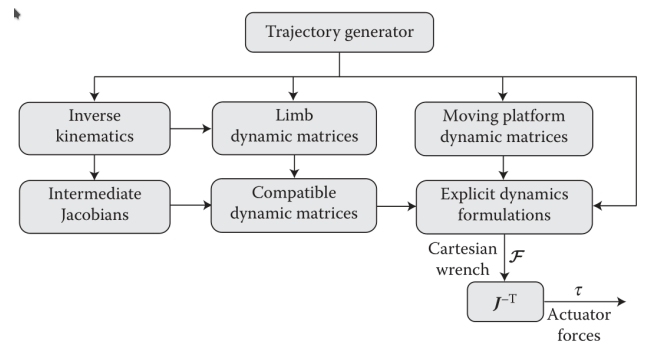 Trajectory generator
Inverse
kinematics
Limb
dynamic matrices
Moving platform
dynamic matrices
Intermediate
Jacobians
Compatible
dynamic matrices
Explicit dynamics
formulations
Cartesian
wrench
𝓕
J⁻ᵀ
τ
Actuator
forces